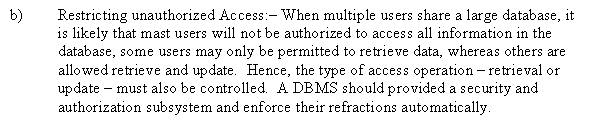 b) Restricting unauthorized Access:– When multiple users share a large database, it
is likely that mast users will not be authorized to access all information in the
database, some users may only be permitted to retrieve data, whereas others are
allowed retrieve and update. Hence, the type of access operation – retrieval or
update – must also be controlled. A DBMS should provided a security and
authorization subsystem and enforce their refractions automatically.